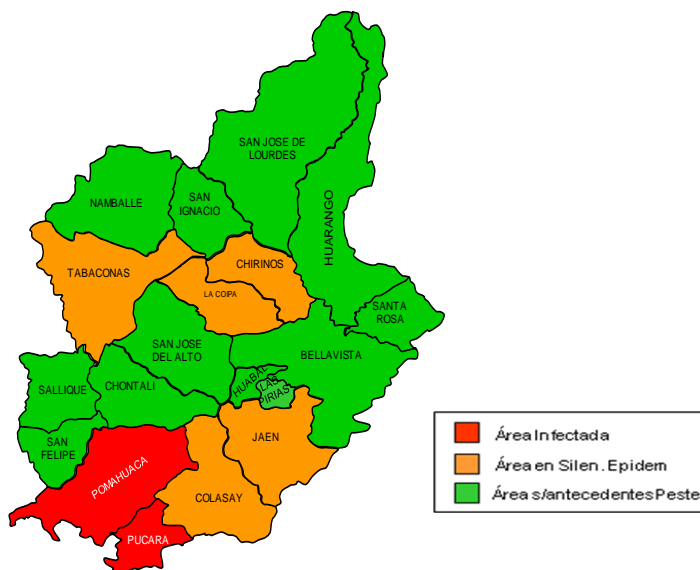 SAN JOSE DE
LOURDES
NAMBALLE
SAN
IGNACIO
HUARANGO
TABACONAS
CHIRINOS
LA COIPA
SANTA
ROSA
SAN JOSE
DEL ALTO
BELLAVISTA
HUABAL
LAS
PIRIAS
SALLIQUE
CHONTALI
SAN
FELIPE
JAEN
POMAHUACA
COLASAY
PUCARA
Área Infectada
Área en Silen. Epidem
Área s/antecedentes Peste